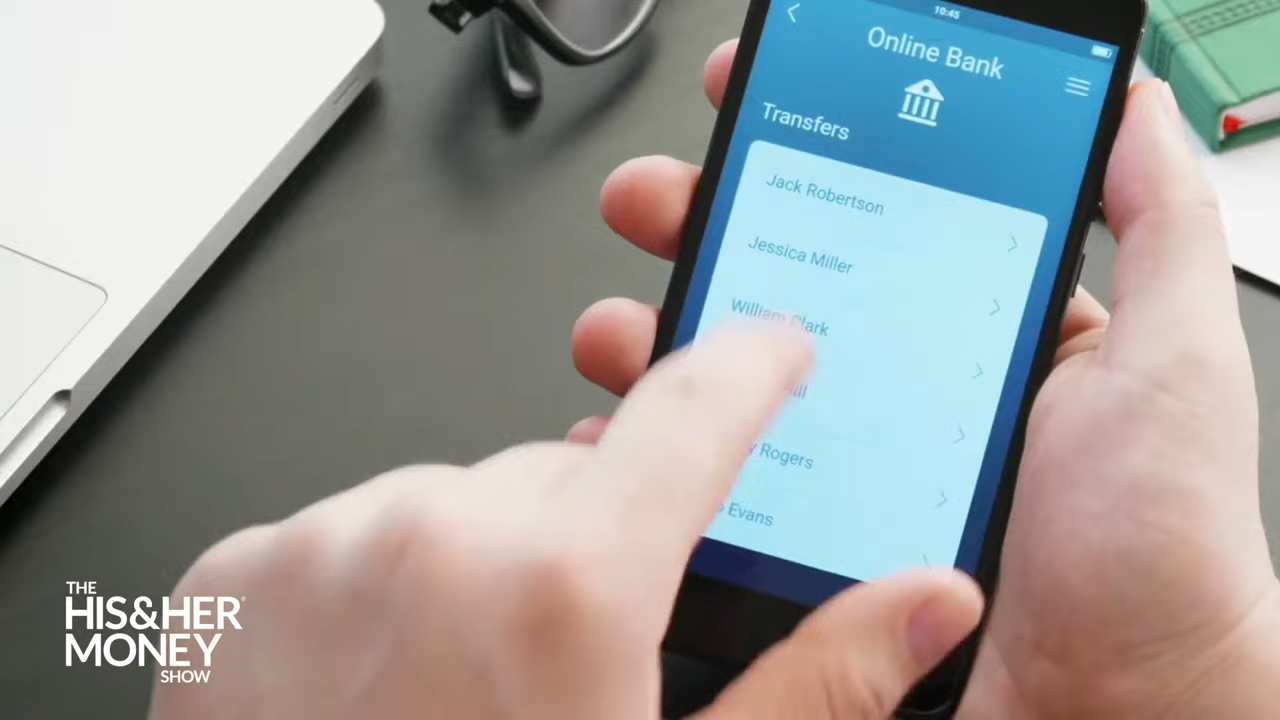 10:45
Online Bank
Transfers
Jack Robertson
Jessica Miller
William Clark
Rogers
Evans
THE
HIS&HER®
MONEY
SHOW